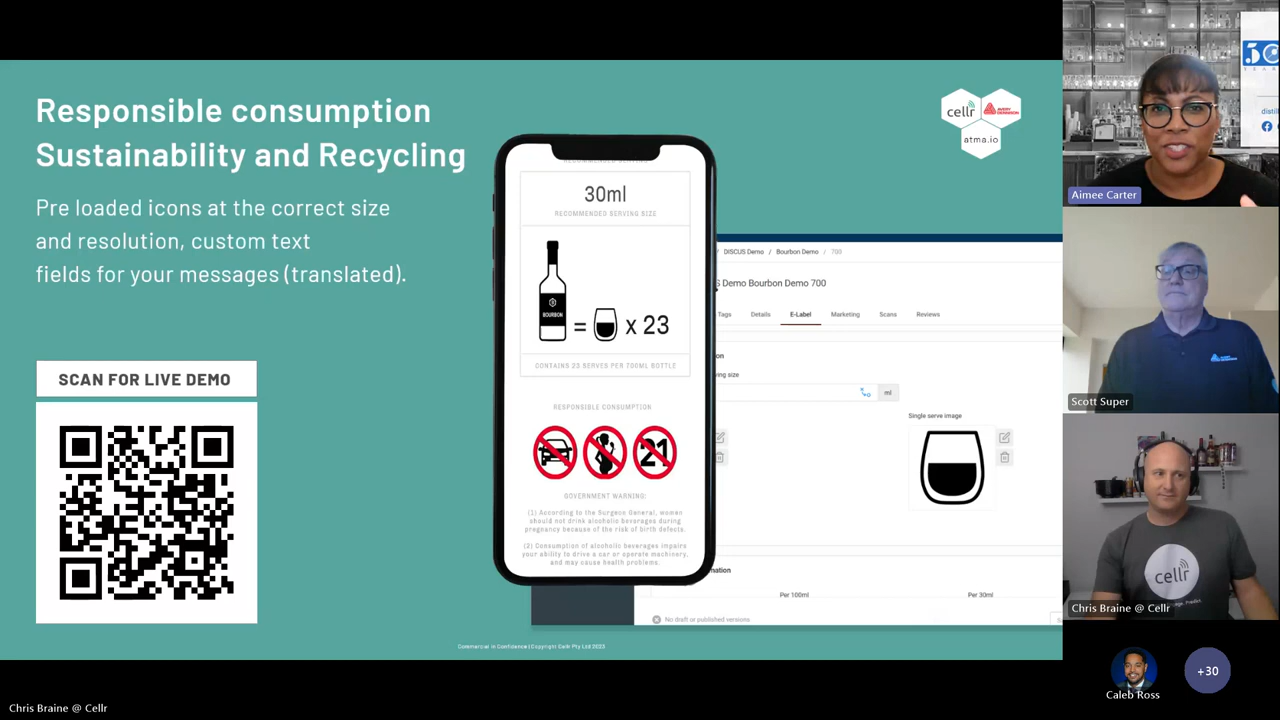 Responsible consumption
Sustainability and Recycling
Pre loaded icons at the correct size
and resolution, custom text
fields for your messages (translated).
SCAN FOR LIVE DEMO
cellr
AVERY DENNISON
atma.io
30ml
RECOMMENDED SERVING SIZE
BOURBON
= x 23
CONTAINS 23 SERVES PER 700ML BOTTLE
RESPONSIBLE CONSUMPTION
21
GOVERNMENT WARNING:
(1) According to the Surgeon General, women
should not drink alcoholic beverages during
pregnancy because of the risk of birth defects.
(2) Consumption of alcoholic beverages impairs
your ability to drive a car or operate machinery,
and may cause health problems.
/ DISCUS Demo / Bourbon Demo / 700
S Demo Bourbon Demo 700
Tags Details E-Label Marketing Scans Reviews
ml
Single serve image
Per 100ml Per 30ml
No draft or published versions
Commercial in Confidence | Copyright Cellr Pty Ltd 2023
Chris Braine @ Cellr
50
YEARS
distil
Aimee Carter
AVERY DENNISON
Scott Super
cellr
Chris Braine @ Cellr
Caleb Ross
+30